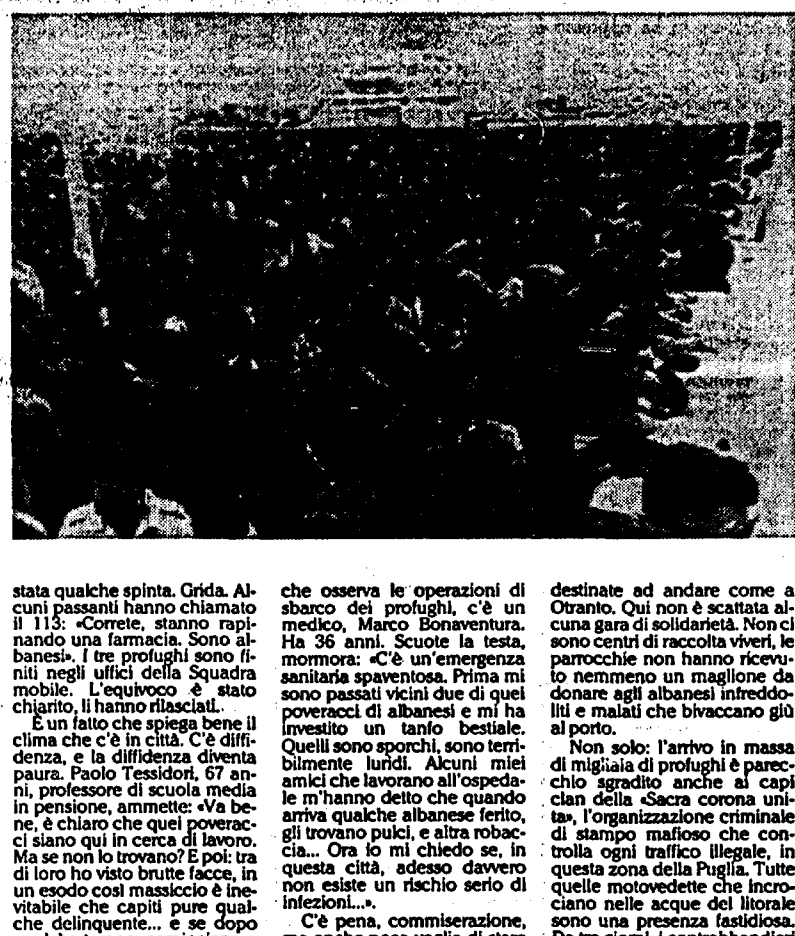 stata qualche spinta. Grida. Al-
cuni passanti hanno chiamato
il 113: «Correte, stanno rapi-
nando una farmacia. Sono al-
banesi». I tre profughi sono fi-
niti negli uffici della Squadra
mobile. L'equivoco è stato
chiarito, li hanno rilasciati.
È un fatto che spiega bene il
clima che c'è in città. C'è diffi-
denza, e la diffidenza diventa
paura. Paolo Tessidori, 67 an-
ni, professore di scuola media
in pensione, ammette: «Va be-
ne, è chiaro che quei poverac-
ci siano qui in cerca di lavoro.
Ma se non lo trovano? E poi: tra
di loro ho visto brutte facce, in
un esodo così massiccio è ine-
vitabile che capiti pure qual-
che delinquente... e se dopo
che osserva le operazioni di
sbarco dei profughi, c'è un
medico, Marco Bonaventura.
Ha 36 anni. Scuote la testa,
mormora: «C'è un'emergenza
sanitaria spaventosa. Prima mi
sono passati vicini due di quei
poveracci di albanesi e mi ha
investito un tanfo bestiale.
Quelli sono sporchi, sono terri-
bilmente luridi. Alcuni miei
amici che lavorano all'ospeda-
le m'hanno detto che quando
arriva qualche albanese ferito,
gli trovano pulci, e altra robac-
cia... Ora io mi chiedo se, in
questa città, adesso davvero
non esiste un rischio serio di
infezioni...».
C'è pena, commiserazione,
ma anche poca voglia di stare
destinate ad andare come a
Otranto. Qui non è scattata al-
cuna gara di solidarietà. Non ci
sono centri di raccolta viveri, le
parrocchie non hanno ricevu-
to nemmeno un maglione da
donare agli albanesi infreddo-
liti e malati che bivaccano giù
al porto.
Non solo: l'arrivo in massa
di migliaia di profughi è parec-
chio sgradito anche ai capi
clan della «Sacra corona uni-
ta», l'organizzazione criminale
di stampo mafioso che con-
trolla ogni traffico illegale, in
questa zona della Puglia. Tutte
quelle motovedette che incro-
ciano nelle acque del litorale
sono una presenza fastidiosa.
Da tre giorni, i contrabbandieri